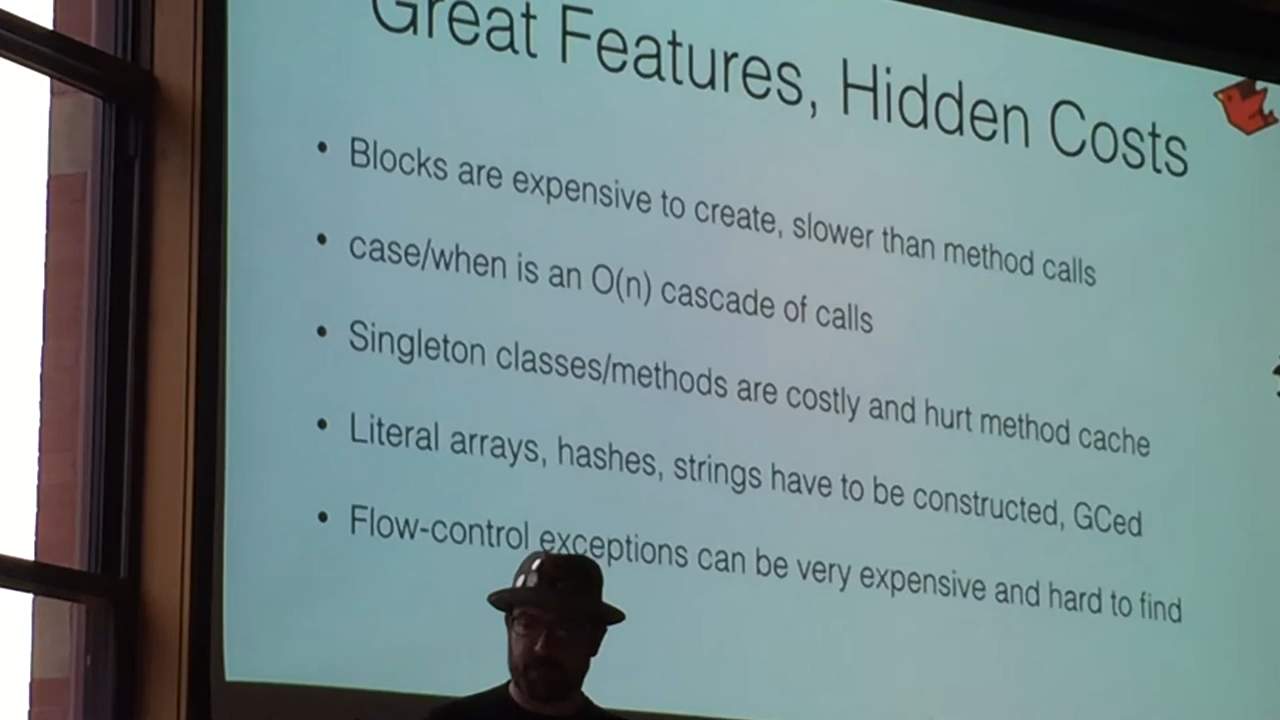 Great Features, Hidden Costs
• Blocks are expensive to create, slower than method calls
• case/when is an O(n) cascade of calls
• Singleton classes/methods are costly and hurt method cache
• Literal arrays, hashes, strings have to be constructed, GCed
• Flow-control exceptions can be very expensive and hard to find